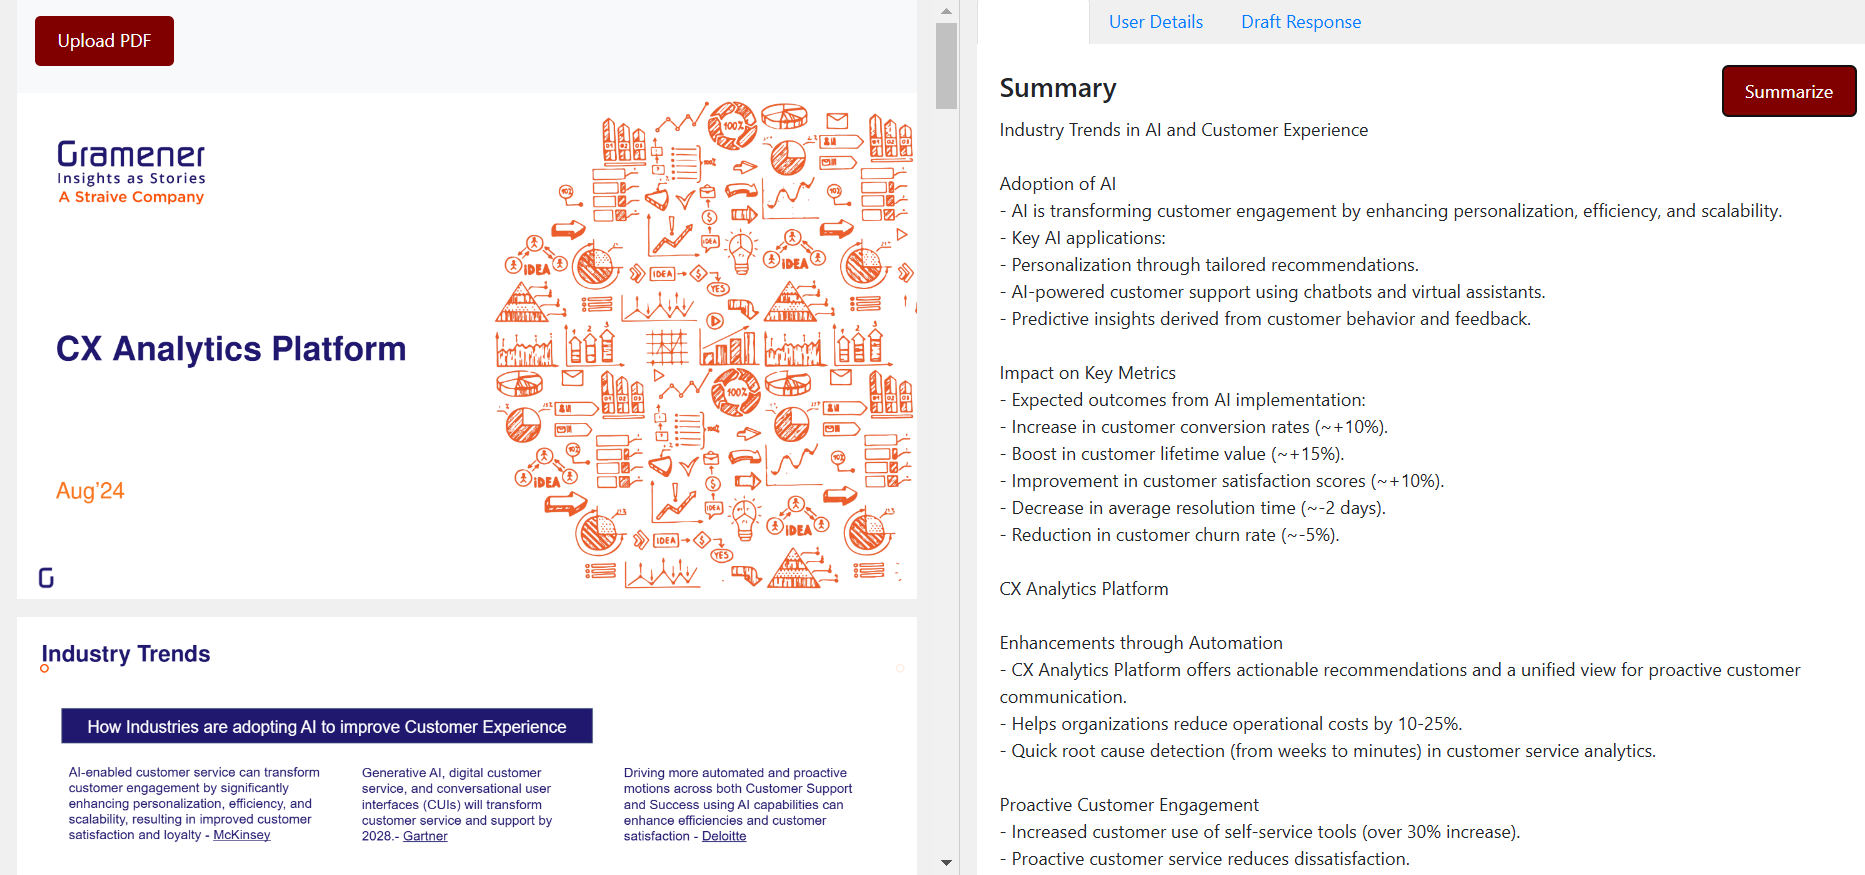 Upload PDF
Gramener
Insights as Stories
A Straive Company
CX Analytics Platform
Aug'24
Industry Trends
How Industries are adopting AI to improve Customer Experience
AI-enabled customer service can transform
customer engagement by significantly
enhancing personalization, efficiency, and
scalability, resulting in improved customer
satisfaction and loyalty - McKinsey
Generative AI, digital customer
service, and conversational user
interfaces (CUIs) will transform
customer service and support by
2028.- Gartner
Driving more automated and proactive
motions across both Customer Support
and Success using AI capabilities can
enhance efficiencies and customer
satisfaction - Deloitte
User Details
Draft Response
Summary
Summarize
Industry Trends in AI and Customer Experience
Adoption of AI
- AI is transforming customer engagement by enhancing personalization, efficiency, and scalability.
- Key AI applications:
- Personalization through tailored recommendations.
- AI-powered customer support using chatbots and virtual assistants.
- Predictive insights derived from customer behavior and feedback.
Impact on Key Metrics
- Expected outcomes from AI implementation:
- Increase in customer conversion rates (~+10%).
- Boost in customer lifetime value (~+15%).
- Improvement in customer satisfaction scores (~+10%).
- Decrease in average resolution time (~-2 days).
- Reduction in customer churn rate (~-5%).
CX Analytics Platform
Enhancements through Automation
- CX Analytics Platform offers actionable recommendations and a unified view for proactive customer
communication.
- Helps organizations reduce operational costs by 10-25%.
- Quick root cause detection (from weeks to minutes) in customer service analytics.
Proactive Customer Engagement
- Increased customer use of self-service tools (over 30% increase).
- Proactive customer service reduces dissatisfaction.